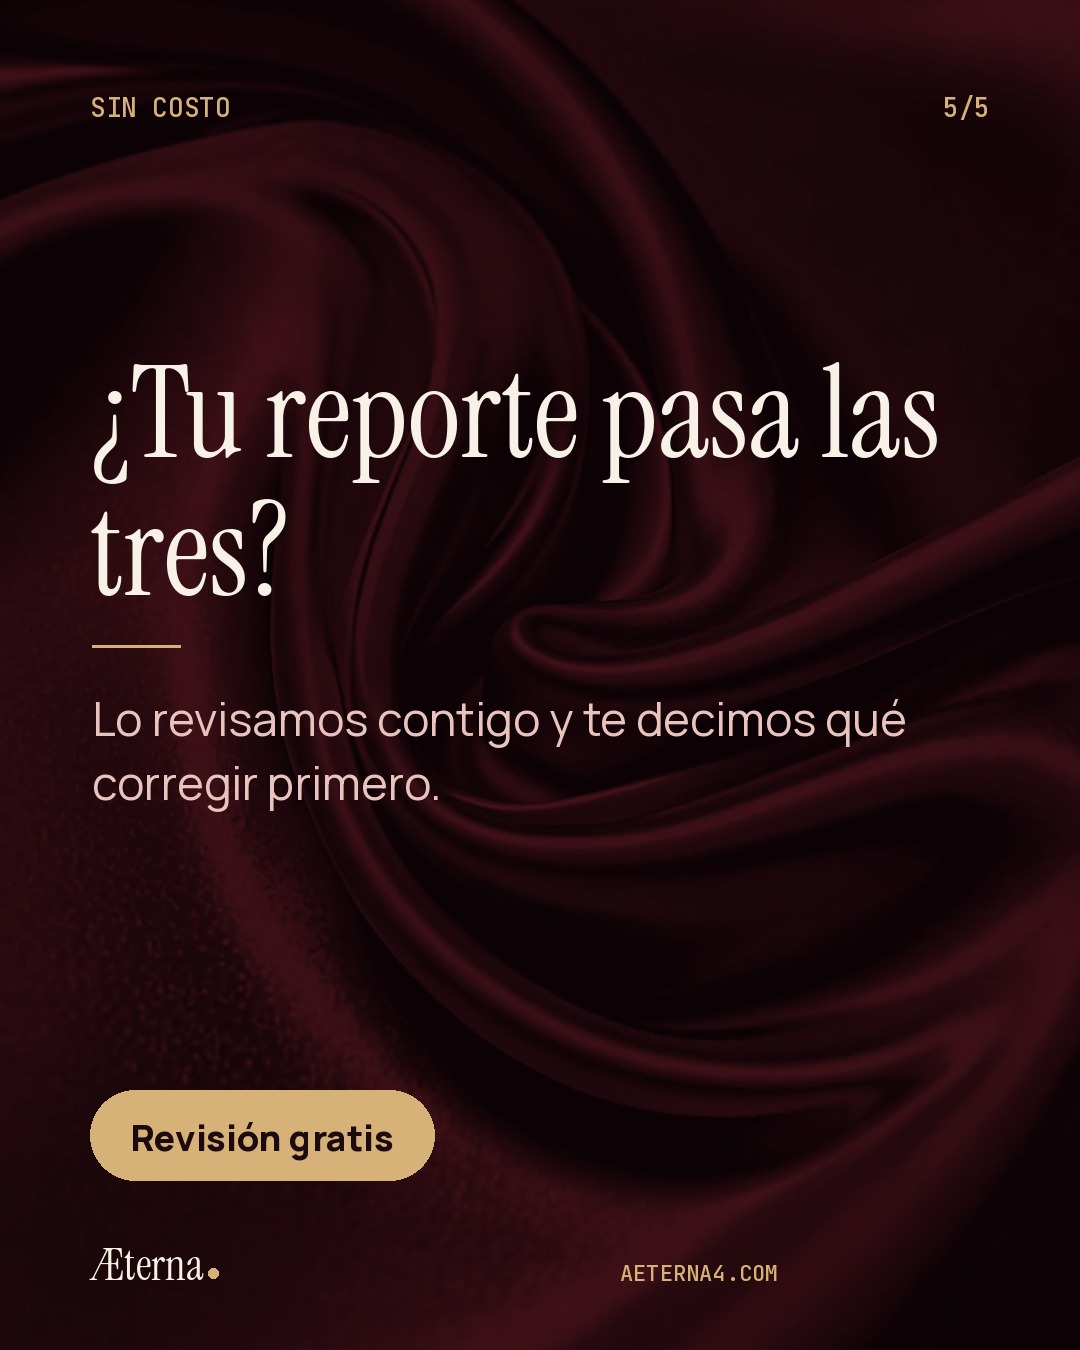 SIN COSTO
5/5
¿Tu reporte pasa las
tres?
Lo revisamos contigo y te decimos qué
corregir primero.
Revisión gratis
Æterna.
AETERNA4.COM